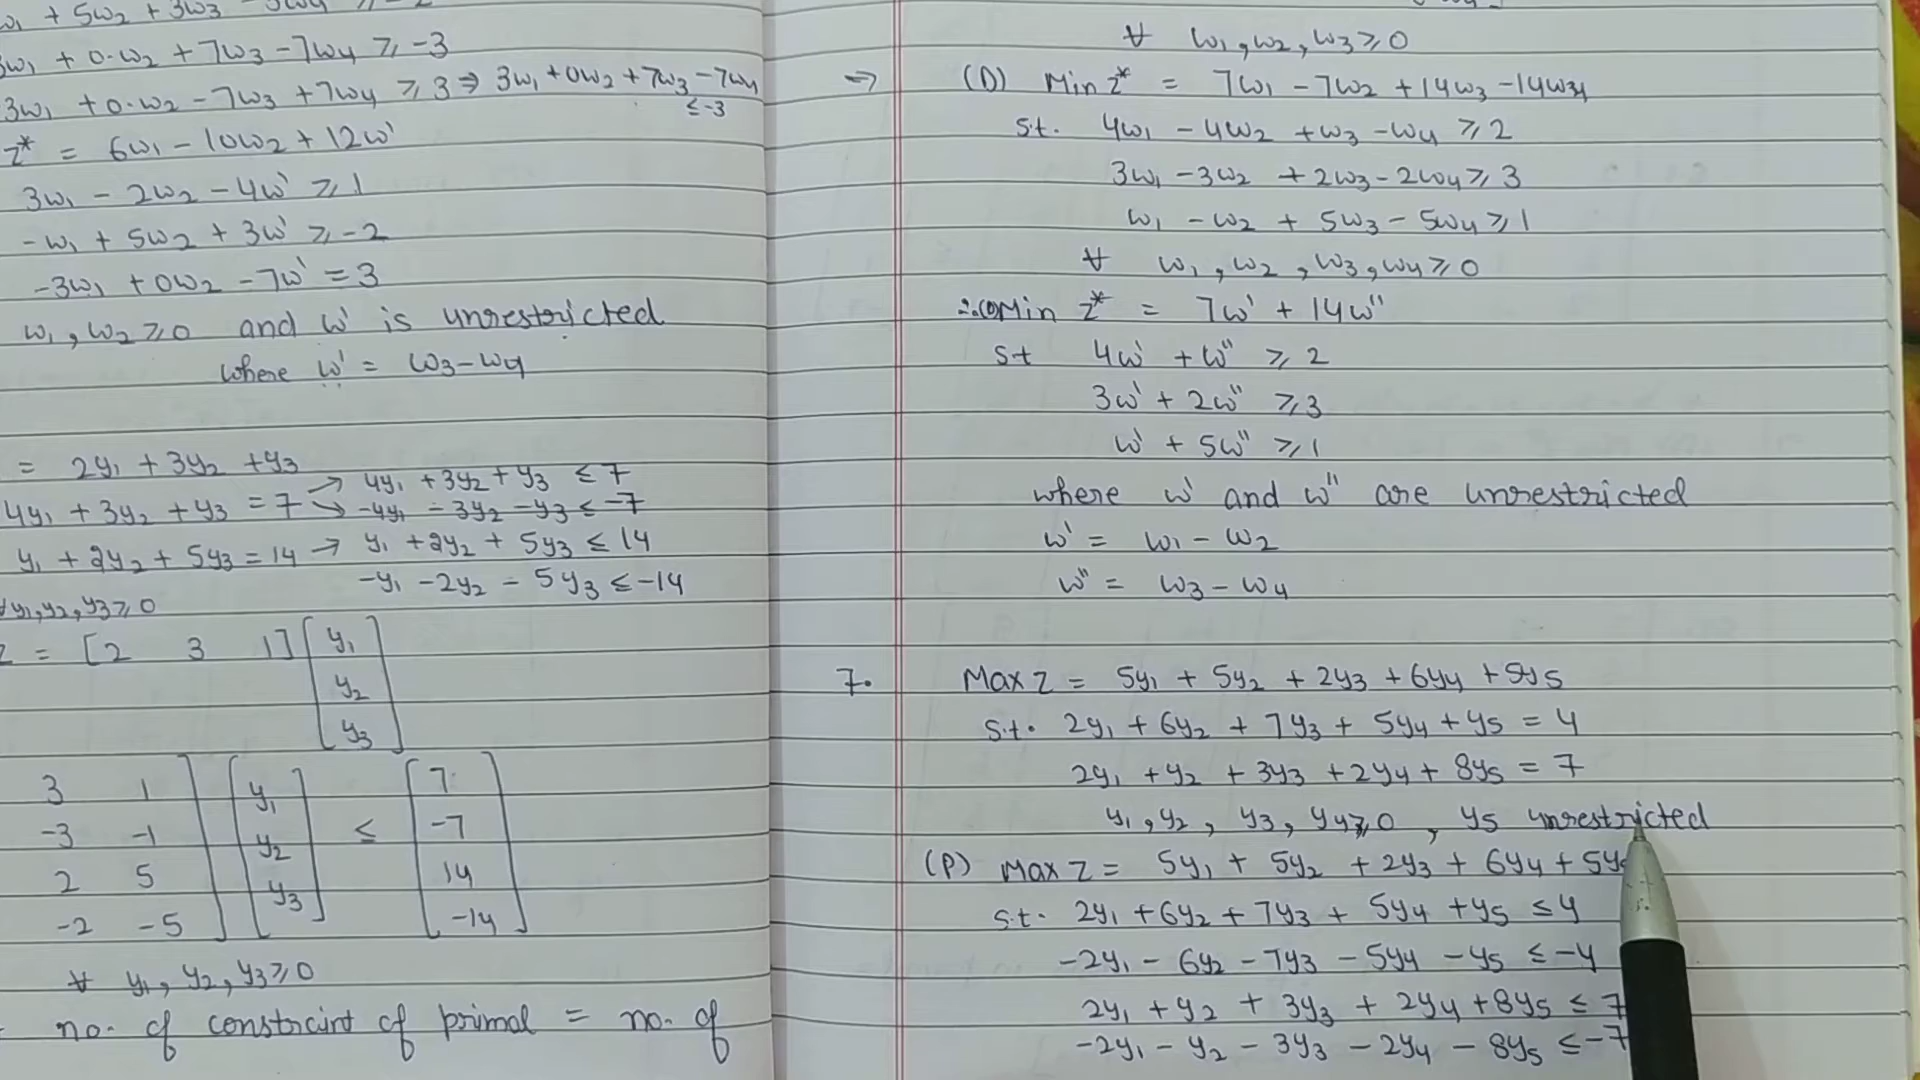 w₁ + 5w₂ + 3w₃
3w₁ + 0·w₂ + 7w₃ - 7w₄ ≥ -3
3w₁ + 0·w₂ - 7w₃ + 7w₄ ≥ 3 ⇒ 3w₁ + 0w₂ + 7w₃ - 7w₄
≤ -3
z* = 6w₁ - 10w₂ + 12w'
3w₁ - 2w₂ - 4w' ≥ 1
-w₁ + 5w₂ + 3w' ≥ -2
-3w₁ + 0w₂ - 7w' = 3
w₁, w₂ ≥ 0 and w' is unrestricted
where w' = w₃ - w₄
= 2y₁ + 3y₂ + y₃
4y₁ + 3y₂ + y₃ = 7 → 4y₁ + 3y₂ + y₃ ≤ 7
→ -4y₁ - 3y₂ - y₃ ≤ -7
y₁ + 2y₂ + 5y₃ = 14 → y₁ + 2y₂ + 5y₃ ≤ 14
-y₁ - 2y₂ - 5y₃ ≤ -14
∀ y₁, y₂, y₃ ≥ 0
z = [2 3 1] [y₁
y₂
y₃]
3 1 y₁ 7
-3 -1 y₂ ≤ -7
2 5 y₃ 14
-2 -5 -14
∀ y₁, y₂, y₃ ≥ 0
no. of constraint of primal = no. of
∀ w₁, w₂, w₃ ≥ 0
⇒ (D) Min z* = 7w₁ - 7w₂ + 14w₃ - 14w₄
s.t. 4w₁ - 4w₂ + w₃ - w₄ ≥ 2
3w₁ - 3w₂ + 2w₃ - 2w₄ ≥ 3
w₁ - w₂ + 5w₃ - 5w₄ ≥ 1
∀ w₁, w₂, w₃, w₄ ≥ 0
∴ (D) Min z* = 7w' + 14w''
st 4w' + w'' ≥ 2
3w' + 2w'' ≥ 3
w' + 5w'' ≥ 1
where w' and w'' are unrestricted
w' = w₁ - w₂
w'' = w₃ - w₄
7. Max z = 5y₁ + 5y₂ + 2y₃ + 6y₄ + 5y₅
s.t. 2y₁ + 6y₂ + 7y₃ + 5y₄ + y₅ = 4
2y₁ + y₂ + 3y₃ + 2y₄ + 8y₅ = 7
y₁, y₂, y₃, y₄ ≥ 0, y₅ unrestricted
(P) Max z = 5y₁ + 5y₂ + 2y₃ + 6y₄ + 5y₅
s.t. 2y₁ + 6y₂ + 7y₃ + 5y₄ + y₅ ≤ 4
-2y₁ - 6y₂ - 7y₃ - 5y₄ - y₅ ≤ -4
2y₁ + y₂ + 3y₃ + 2y₄ + 8y₅ ≤ 7
-2y₁ - y₂ - 3y₃ - 2y₄ - 8y₅ ≤ -7